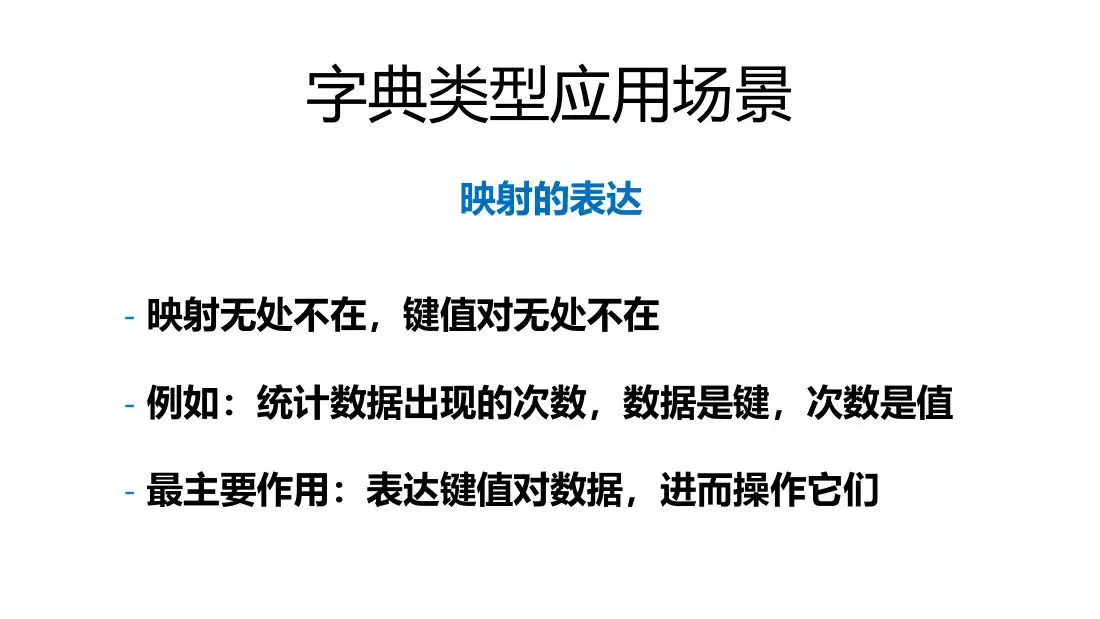 字典类型应用场景
映射的表达
- 映射无处不在，键值对无处不在
- 例如：统计数据出现的次数，数据是键，次数是值
- 最主要作用：表达键值对数据，进而操作它们